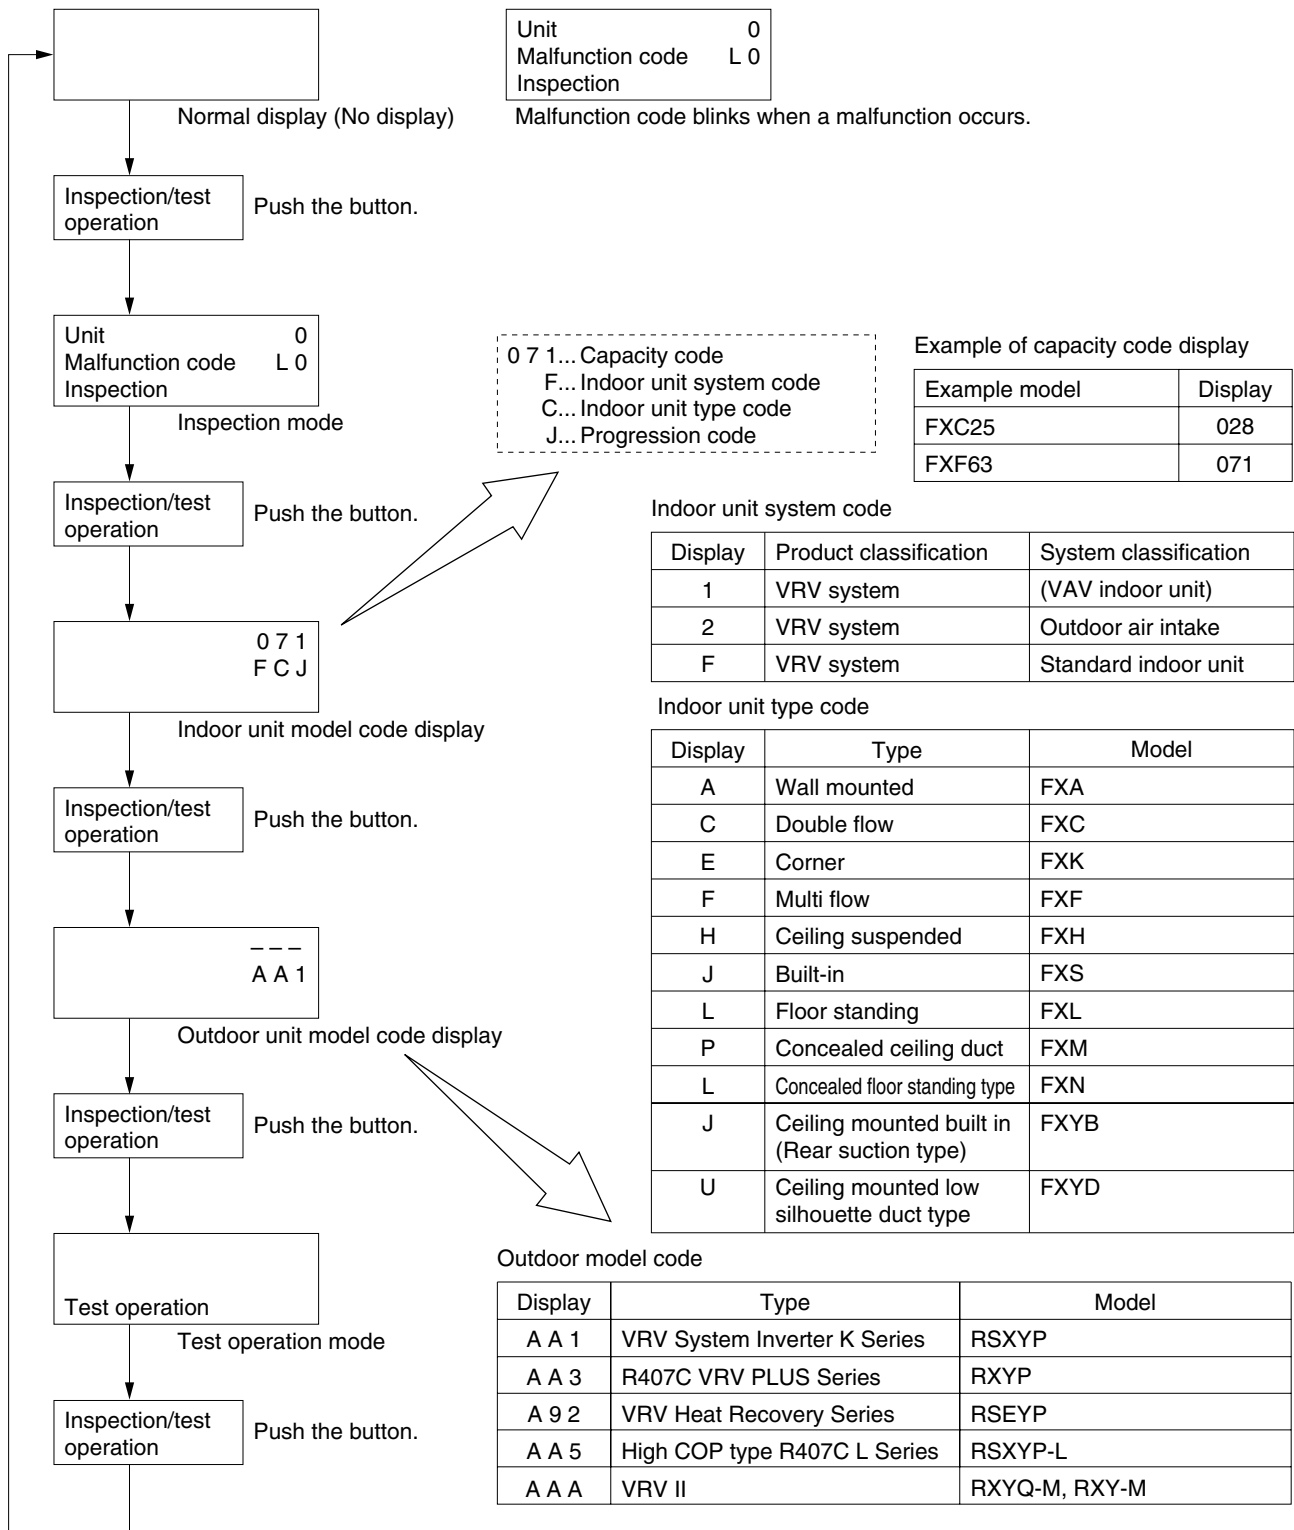 Normal display (No display)
Unit 0
Malfunction code L 0
Inspection
Malfunction code blinks when a malfunction occurs.
Inspection/test
operation
Push the button.
Unit 0
Malfunction code L 0
Inspection
Inspection mode
0 7 1... Capacity code
F... Indoor unit system code
C... Indoor unit type code
J... Progression code
Example of capacity code display
Example model Display
FXC25 028
FXF63 071
Inspection/test
operation
Push the button.
0 7 1
F C J
Indoor unit model code display
Indoor unit system code
Display Product classification System classification
1 VRV system (VAV indoor unit)
2 VRV system Outdoor air intake
F VRV system Standard indoor unit
Indoor unit type code
Display Type Model
A Wall mounted FXA
C Double flow FXC
E Corner FXK
F Multi flow FXF
H Ceiling suspended FXH
J Built-in FXS
L Floor standing FXL
P Concealed ceiling duct FXM
L Concealed floor standing type FXN
J Ceiling mounted built in FXYB
(Rear suction type)
U Ceiling mounted low FXYD
silhouette duct type
Inspection/test
operation
Push the button.
– – –
A A 1
Outdoor unit model code display
Inspection/test
operation
Push the button.
Test operation
Test operation mode
Inspection/test
operation
Push the button.
Outdoor model code
Display Type Model
A A 1 VRV System Inverter K Series RSXYP
A A 3 R407C VRV PLUS Series RXYP
A 9 2 VRV Heat Recovery Series RSEYP
A A 5 High COP type R407C L Series RSXYP-L
A A A VRV II RXYQ-M, RXY-M